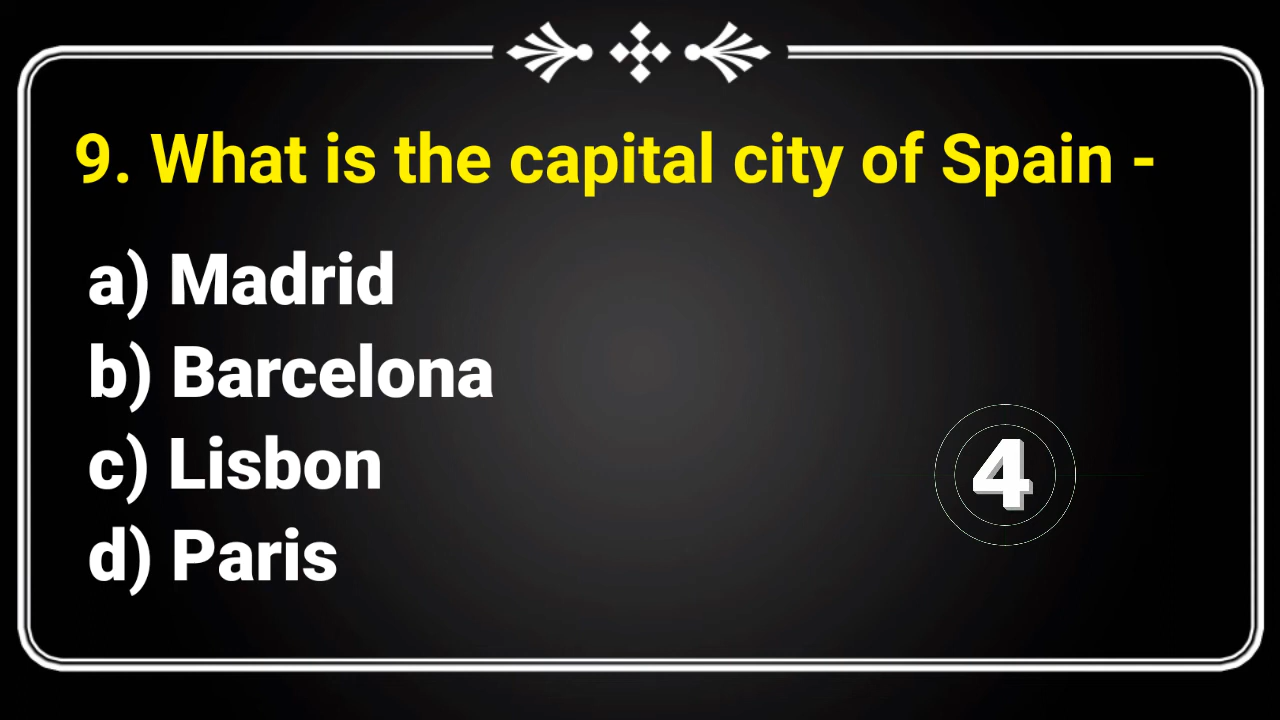 9. What is the capital city of Spain -
a) Madrid
b) Barcelona
c) Lisbon
d) Paris
4